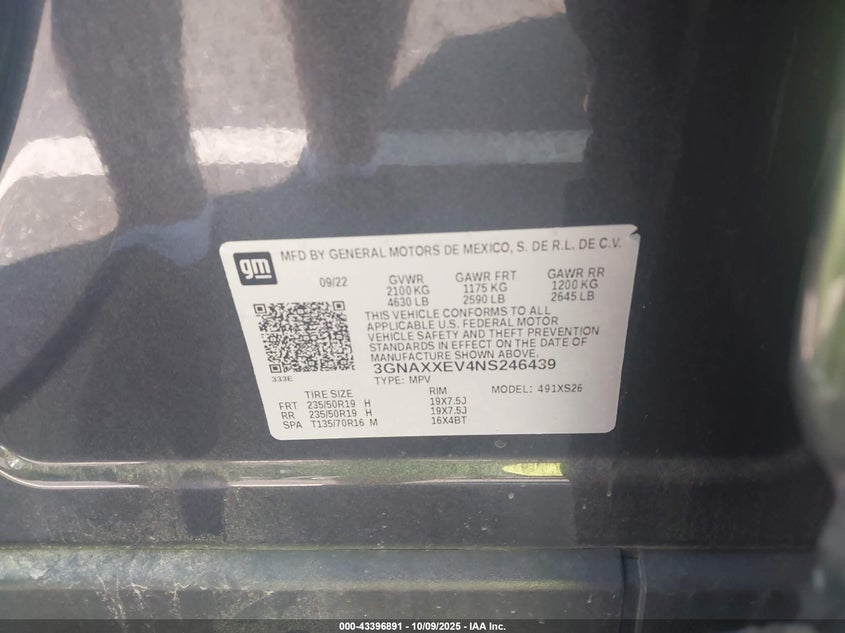 gm
MFD BY GENERAL MOTORS DE MEXICO, S. DE R.L. DE C.V.
09/22 GVWR GAWR FRT GAWR RR
2100 KG 1175 KG 1200 KG
4630 LB 2590 LB 2645 LB
THIS VEHICLE CONFORMS TO ALL
APPLICABLE U.S. FEDERAL MOTOR
VEHICLE SAFETY AND THEFT PREVENTION
STANDARDS IN EFFECT ON THE DATE OF
MANUFACTURE SHOWN ABOVE.
3GNAXXEV4NS246439
333E
TYPE: MPV MODEL: 491XS26
TIRE SIZE RIM
FRT 235/50R19 H 19X7.5J
RR 235/50R19 H 19X7.5J
SPA T135/70R16 M 16X4BT
000-43396891 | 10/09/2025 - IAA Inc.